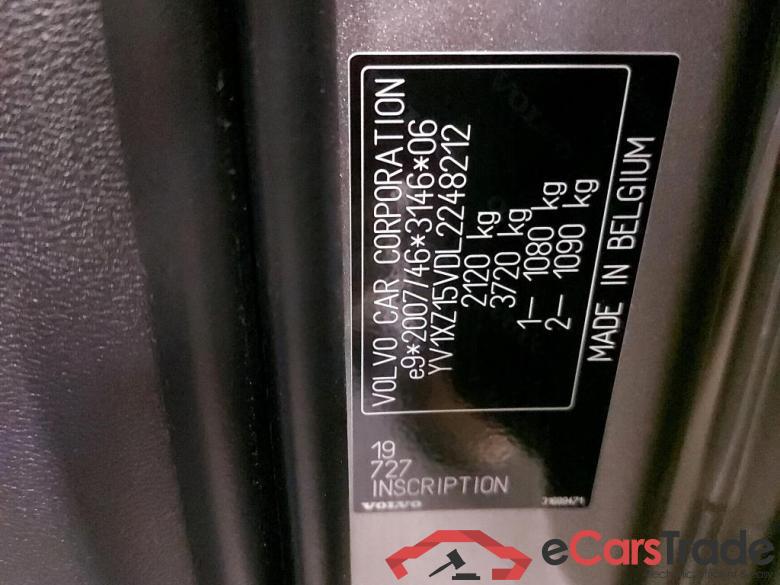 VOLVO CAR CORPORATION
e9*2007/46*3146*06
YV1XZ15VDL2248212
2120 kg
3720 kg
1– 1080 kg
2– 1090 kg
MADE IN BELGIUM
19
727
INSCRIPTION
VOLVO
eCarsTrade